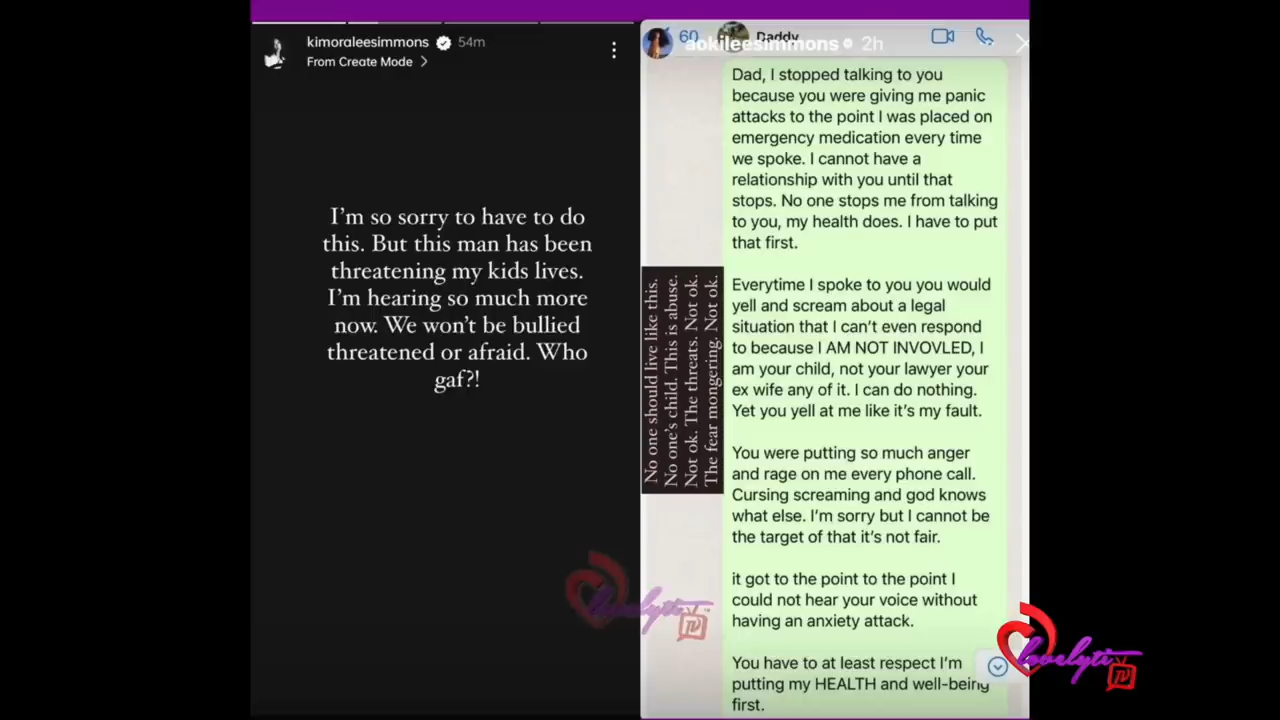 kimoraleesimmons 54m
From Create Mode
I'm so sorry to have to do
this. But this man has been
threatening my kids lives.
I'm hearing so much more
now. We won't be bullied
threatened or afraid. Who
gaf?!
60 Daddy
aokileesimmons 2h
Dad, I stopped talking to you
because you were giving me panic
attacks to the point I was placed on
emergency medication every time
we spoke. I cannot have a
relationship with you until that
stops. No one stops me from talking
to you, my health does. I have to put
that first.
Everytime I spoke to you you would
yell and scream about a legal
situation that I can't even respond
to because I AM NOT INVOVLED, I
am your child, not your lawyer your
ex wife any of it. I can do nothing.
Yet you yell at me like it's my fault.
You were putting so much anger
and rage on me every phone call.
Cursing screaming and god knows
what else. I'm sorry but I cannot be
the target of that it's not fair.
it got to the point to the point I
could not hear your voice without
having an anxiety attack.
You have to at least respect I'm
putting my HEALTH and well-being
first.
No one should live like this.
No one's child. This is abuse.
Not ok. The threats. Not ok.
The fear mongering. Not ok.
Lovelyti
TV
Lovelyti
TV